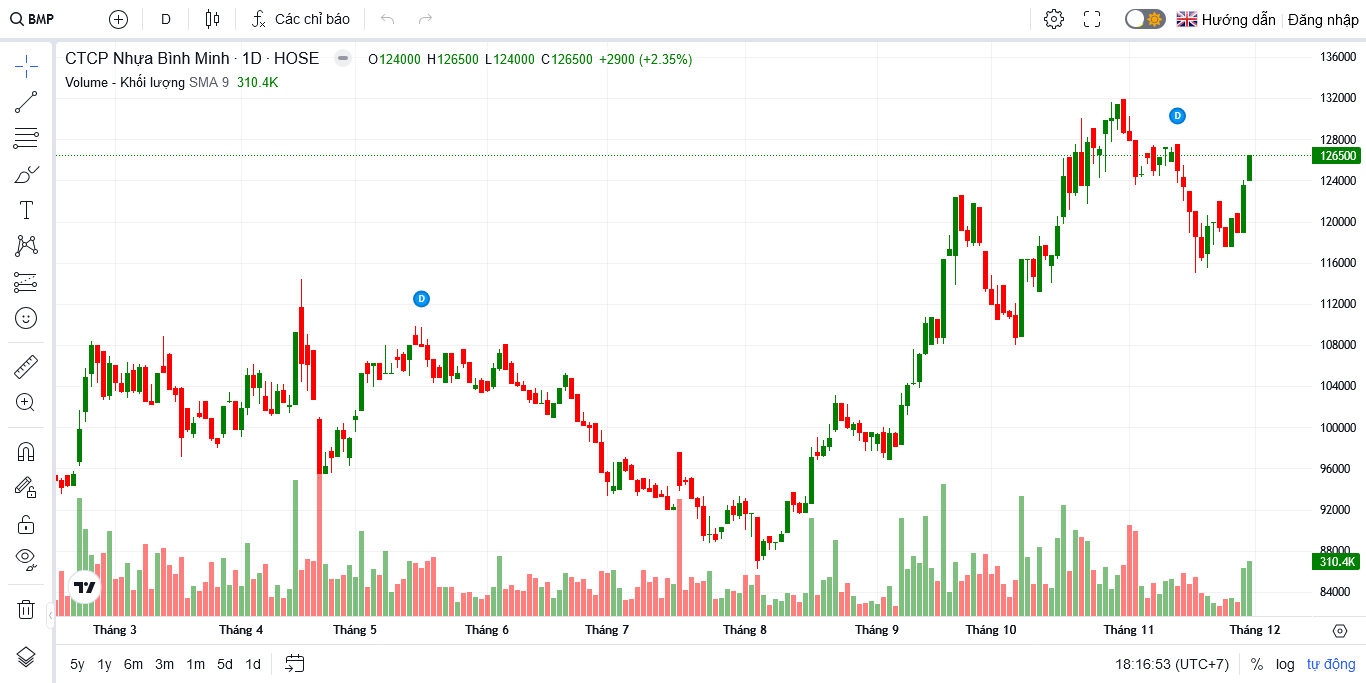 BMP D Các chỉ báo Hướng dẫn Đăng nhập
CTCP Nhựa Bình Minh · 1D · HOSE O124000 H126500 L124000 C126500 +2900 (+2.35%)
Volume - Khối lượng SMA 9 310.4K
136000
132000
D
128000
126500
124000
120000
116000
112000
D
108000
104000
100000
96000
92000
88000
310.4K
84000
Tháng 3 Tháng 4 Tháng 5 Tháng 6 Tháng 7 Tháng 8 Tháng 9 Tháng 10 Tháng 11 Tháng 12
5y 1y 6m 3m 1m 5d 1d 18:16:53 (UTC+7) % log tự động